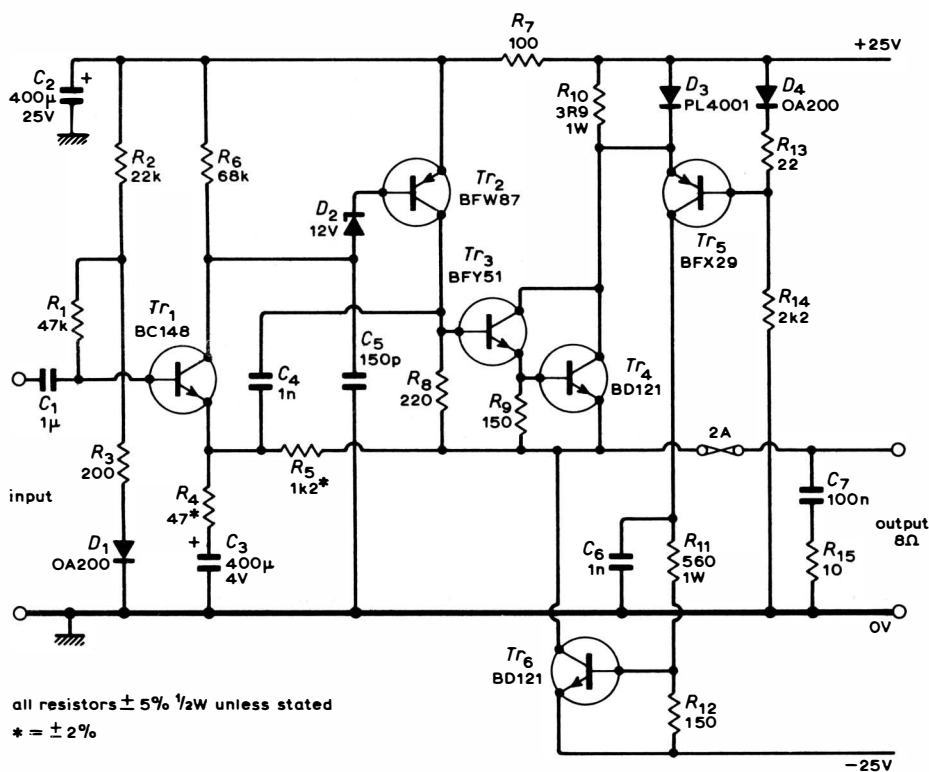 R7
100
+25V
C2
+
400µ
25V
R10
3R9
1W
D3
PL4001
D4
OA200
R2
22k
R6
68k
R13
22
Tr2
BFW87
D2
12V
Tr5
BFX29
Tr3
BFY51
R1
47k
Tr1
BC148
R14
2k2
C5
150p
C4
1n
R8
220
Tr4
BD121
C1
1µ
R9
150
2A
R3
200
R5
1k2*
C7
100n
input
R4
47*
+
C3
400µ
4V
output
8Ω
D1
OA200
C6
1n
R11
560
1W
R15
10
0V
Tr6
BD121
all resistors ± 5% ½W unless stated
* = ± 2%
R12
150
−25V